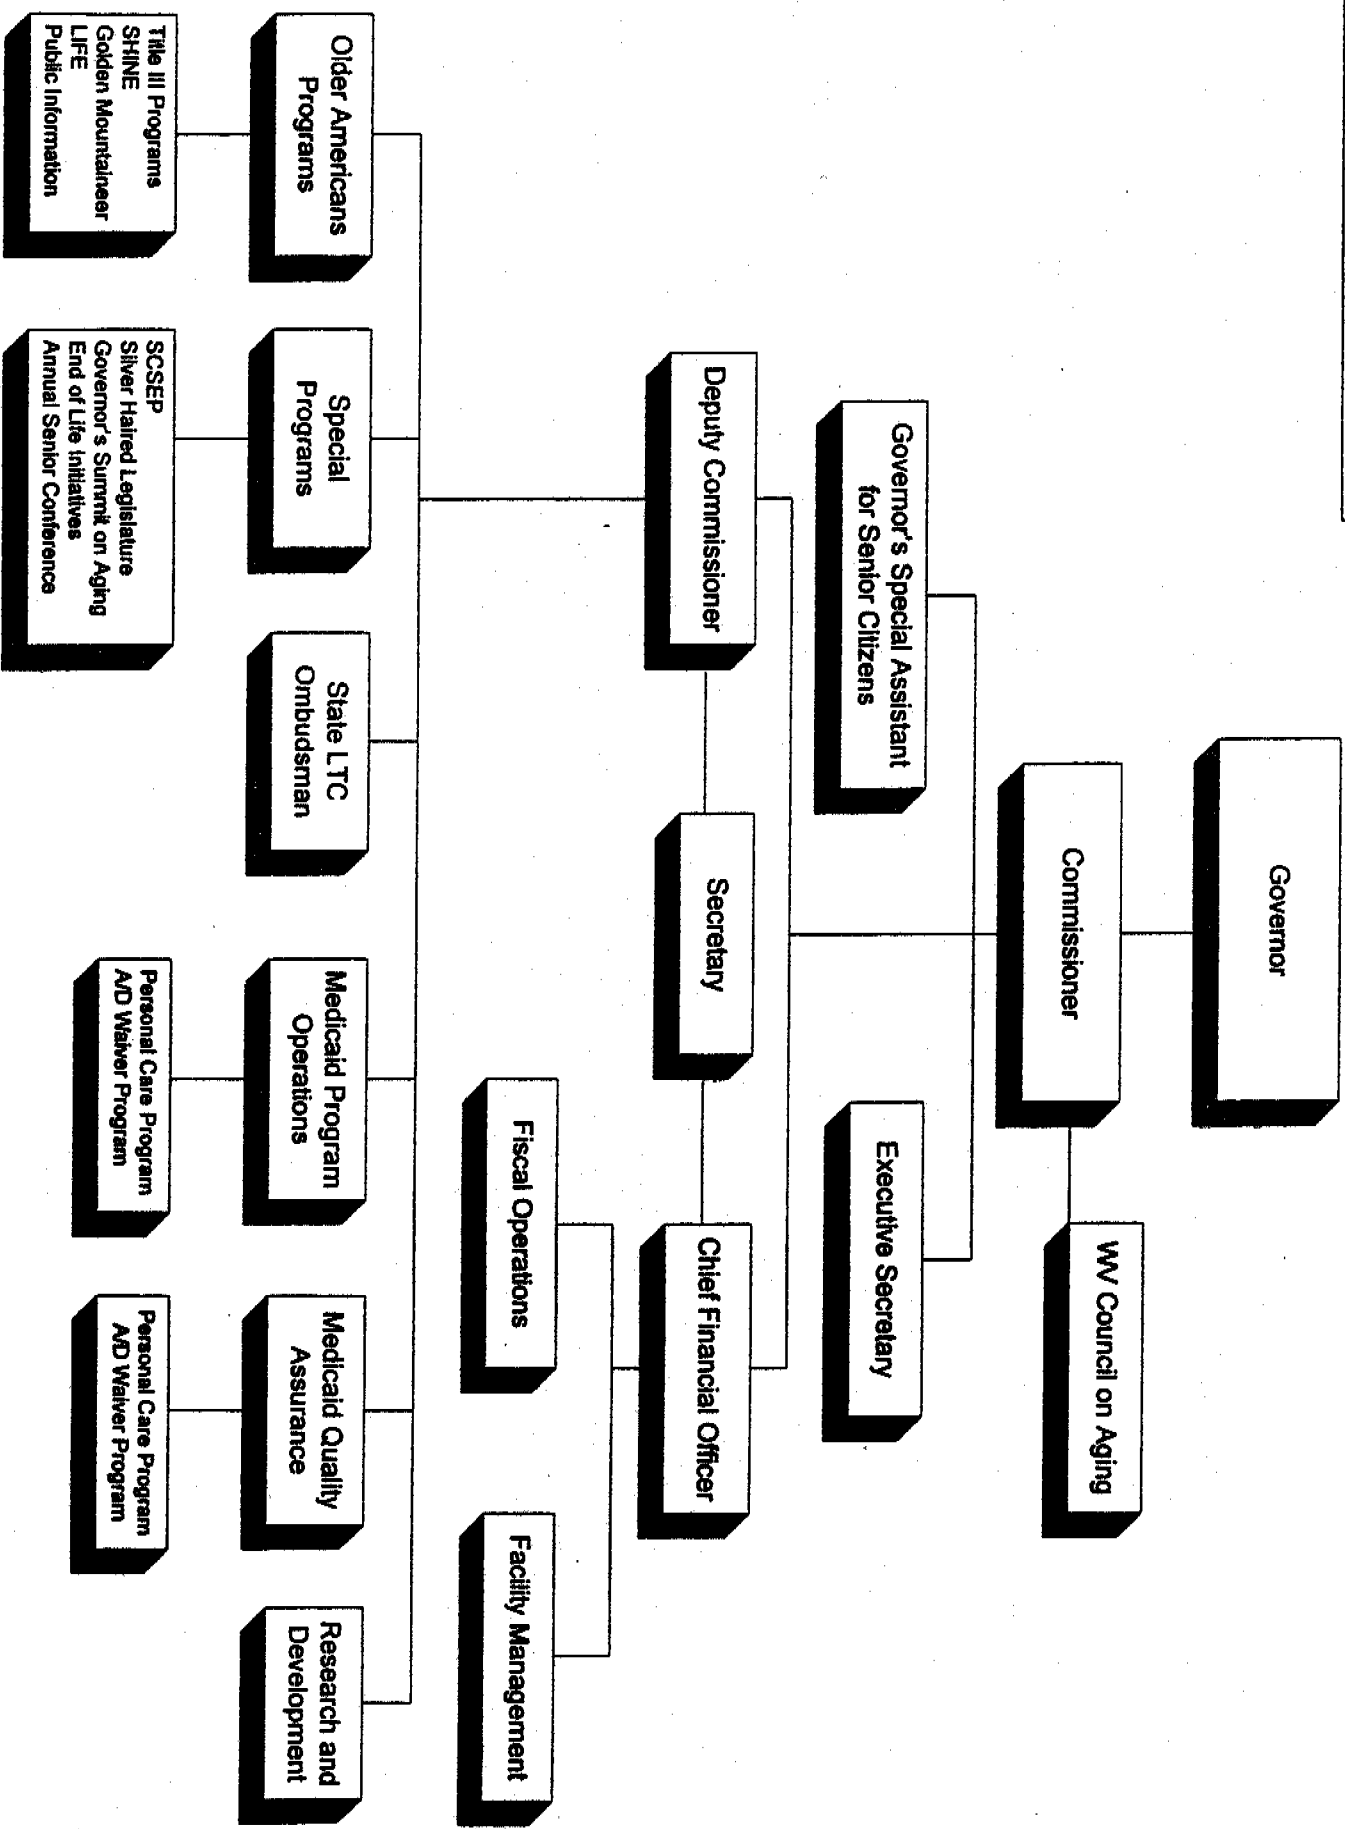 Governor
Commissioner
WV Council on Aging
Governor's Special Assistant
for Senior Citizens
Executive Secretary
Deputy Commissioner
Secretary
Chief Financial Officer
Fiscal Operations
Facility Management
Older Americans
Programs
Special
Programs
State LTC
Ombudsman
Medicaid Program
Operations
Medicaid Quality
Assurance
Research and
Development
Title III Programs
SHINE
Golden Mountaineer
LIFE
Public Information
SCSEP
Silver Haired Legislature
Governor's Summit on Aging
End of Life Initiatives
Annual Senior Conference
Personal Care Program
A/D Waiver Program
Personal Care Program
A/D Waiver Program